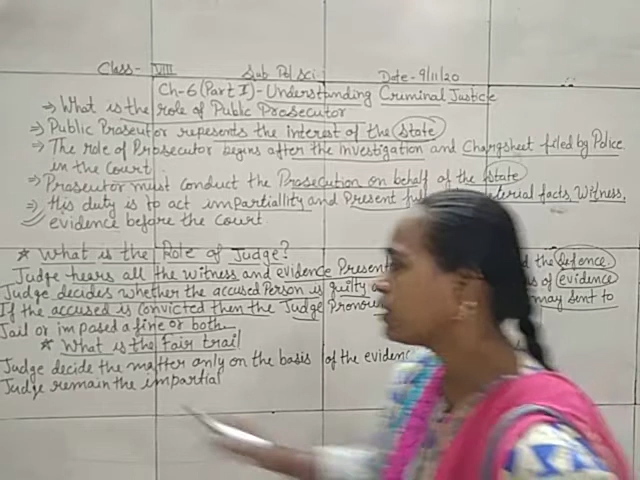 Class- VIII Sub Pol sci. Date- 9/11/20
Ch-6 (Part I)- Understanding Criminal Justice
⇒ What is the role of Public Prosecutor
⇒ Public Proseutor repesents the interest of the state
⇒ The role of Prosecutor begins after the investigation and Chargsheet filed by Police
in the Court
⇒ Prosecutor must conduct the Prosecution on behalf of the state
⇒ His duty is to act impartiallity and Present facts, Witness,
evidence before the Court
★ What is the Role of Judge?
Judge hears all the witness and evidence Present the defence.
Judge decides whether the accused Person is guilty of evidence
If the accused is convicted then the Judge Pronou may sent to
Jail or imposed a fine or both
★ What is the Fair trail
Judge decide the matter only on the basis of the evidenc
Judge remain the impartial